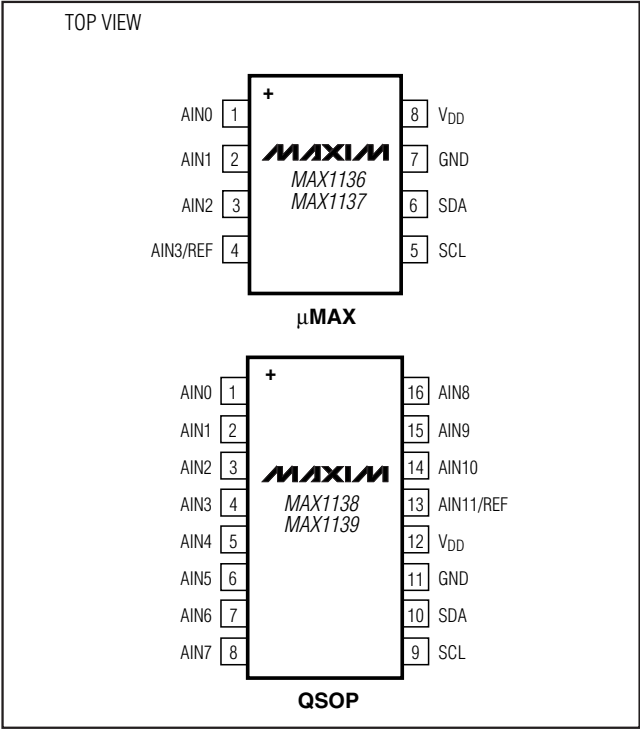 TOP VIEW
+
AIN0 1 8 VDD
AIN1 2 MAXIM 7 GND
MAX1136
MAX1137
AIN2 3 6 SDA
AIN3/REF 4 5 SCL
µMAX
+
AIN0 1 16 AIN8
AIN1 2 15 AIN9
AIN2 3 MAXIM 14 AIN10
AIN3 4 MAX1138 13 AIN11/REF
MAX1139
AIN4 5 12 VDD
AIN5 6 11 GND
AIN6 7 10 SDA
AIN7 8 9 SCL
QSOP